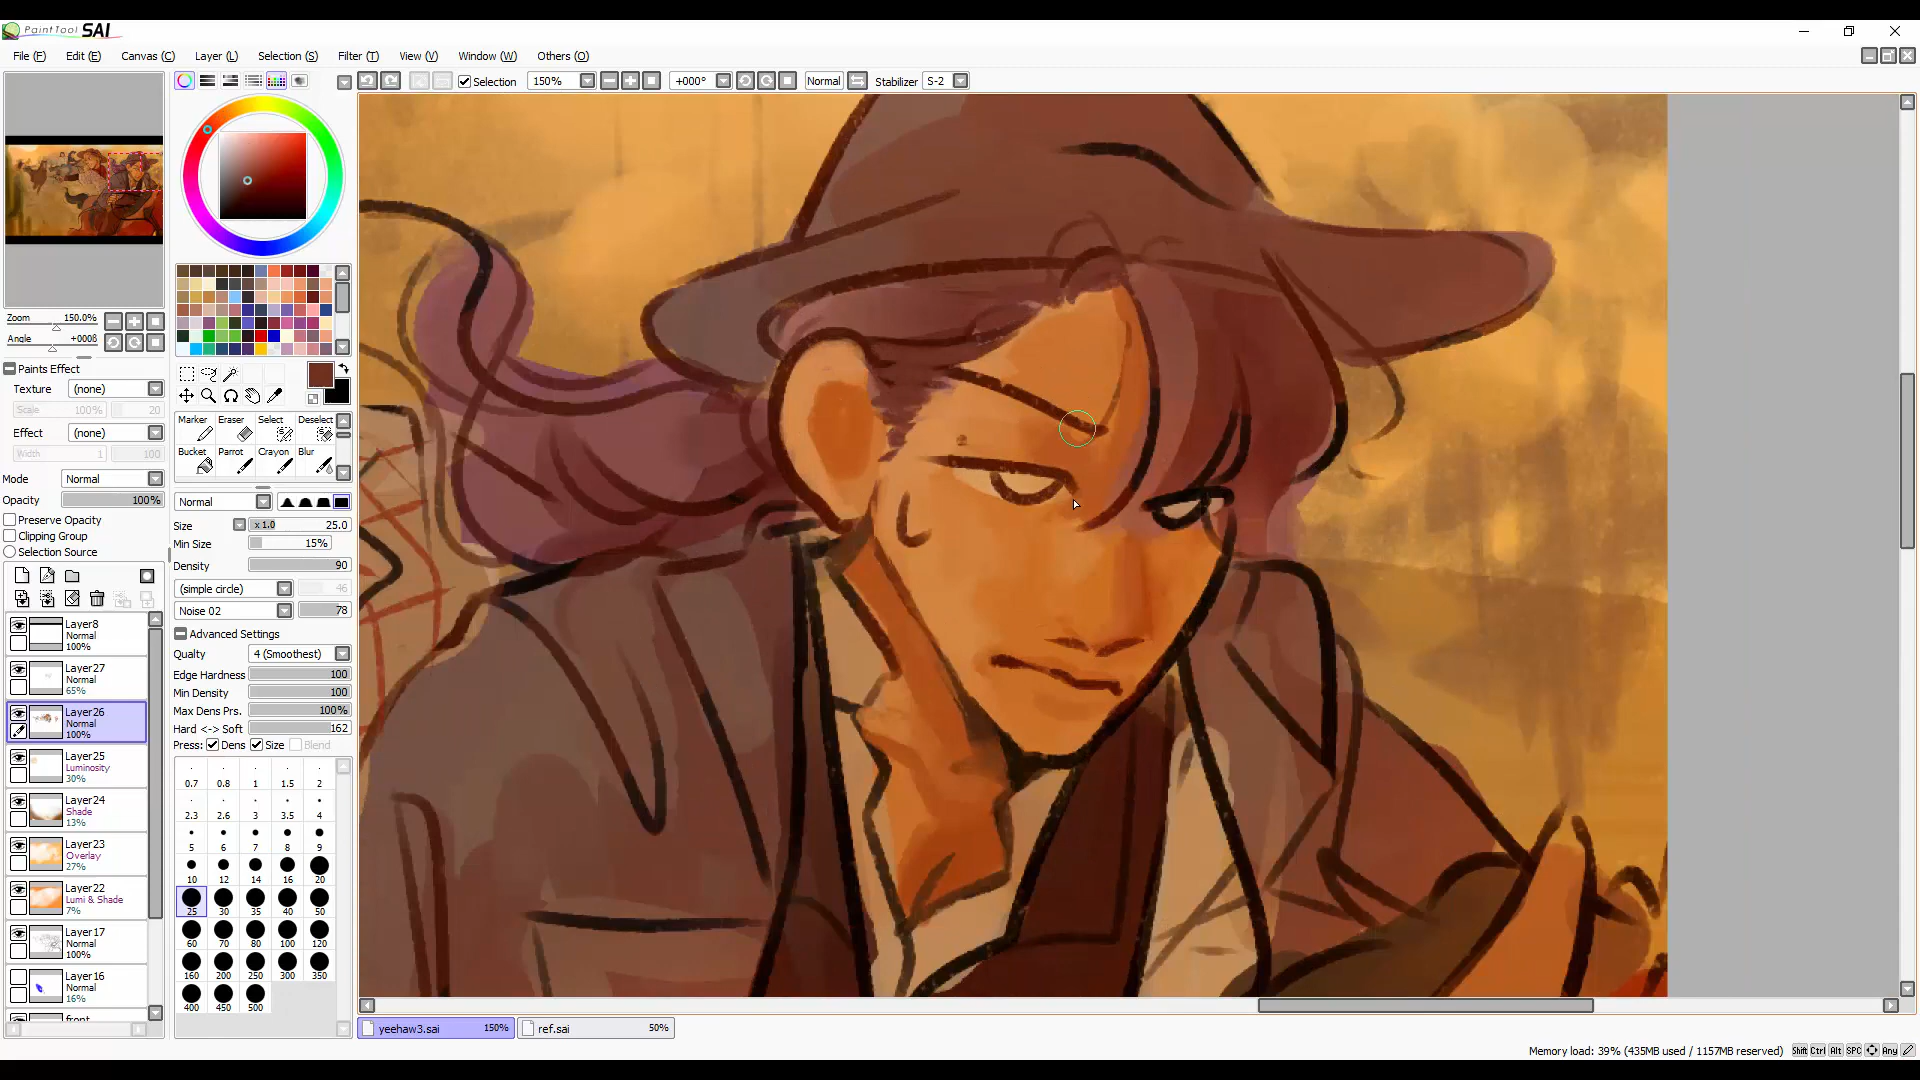 PaintTool SAI
File (F) Edit (E) Canvas (C) Layer (L) Selection (S) Filter (T) View (V) Window (W) Others (O)
Selection 150% +000° Normal Stabilizer S-2
Zoom 150.0%
Angle +000ß
Paints Effect
Texture (none)
Scale 100% 20
Effect (none)
Width 1 100
Mode Normal
Opacity 100%
Preserve Opacity
Clipping Group
Selection Source
Layer8
Normal
100%
Layer27
Normal
65%
Layer26
Normal
100%
Layer25
Luminosity
30%
Layer24
Shade
13%
Layer23
Overlay
27%
Layer22
Lumi & Shade
7%
Layer17
Normal
100%
Layer16
Normal
16%
front
Marker Eraser Select Deselect
Bucket Parrot Crayon Blur
Normal
Size x 1.0 25.0
Min Size 15%
Density 90
(simple circle) 46
Noise 02 78
Advanced Settings
Qualty 4 (Smoothest)
Edge Hardness 100
Min Density 100
Max Dens Prs. 100%
Hard <-> Soft 162
Press: Dens Size Blend
0.7 0.8 1 1.5 2
2.3 2.6 3 3.5 4
5 6 7 8 9
10 12 14 16 20
25 30 35 40 50
60 70 80 100 120
160 200 250 300 350
400 450 500
yeehaw3.sai 150% ref.sai 50%
Memory load: 39% (435MB used / 1157MB reserved) Shift Ctrl Alt SPC Any